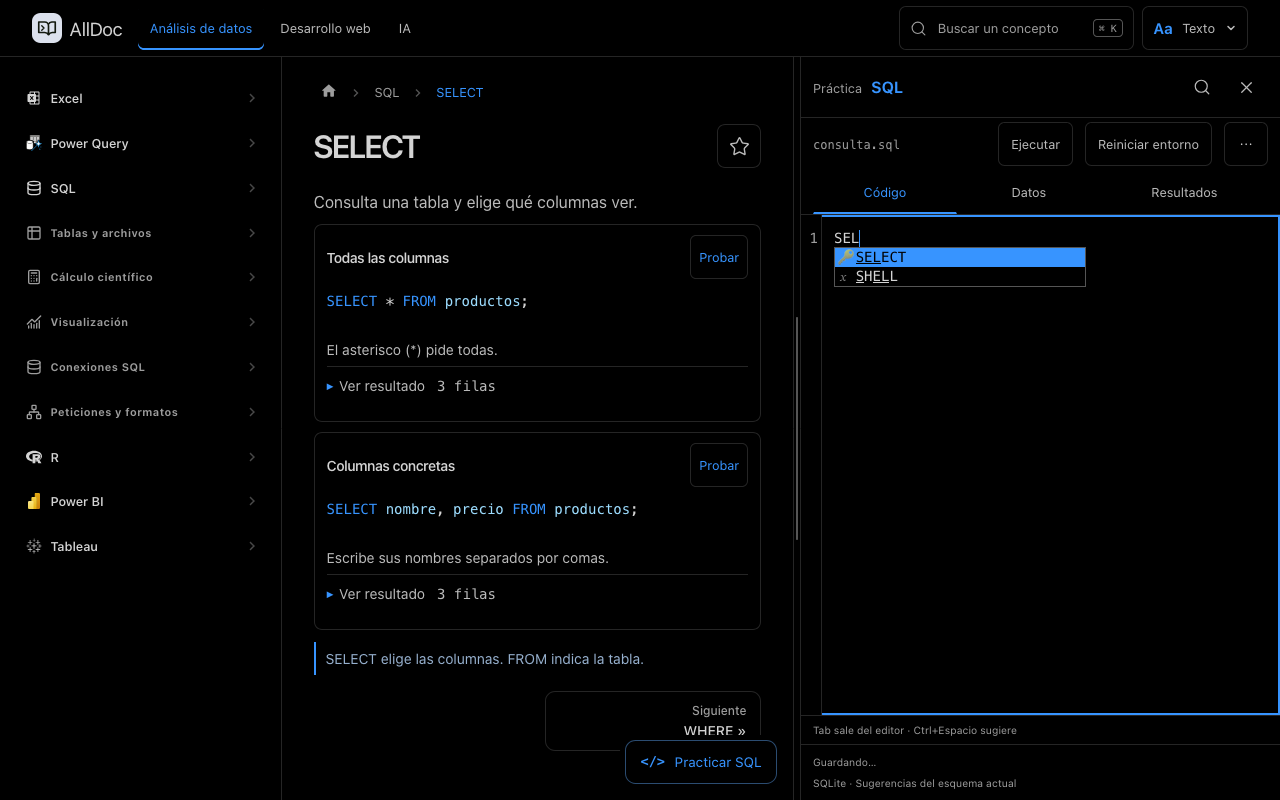 AllDoc
Análisis de datos
Desarrollo web
IA
Buscar un concepto
⌘ K
Aa Texto
Excel
Power Query
SQL
Tablas y archivos
Cálculo científico
Visualización
Conexiones SQL
Peticiones y formatos
R
Power BI
Tableau
SQL > SELECT
SELECT
Consulta una tabla y elige qué columnas ver.
Todas las columnas
Probar
SELECT * FROM productos;
El asterisco (*) pide todas.
▸ Ver resultado 3 filas
Columnas concretas
Probar
SELECT nombre, precio FROM productos;
Escribe sus nombres separados por comas.
▸ Ver resultado 3 filas
SELECT elige las columnas. FROM indica la tabla.
Siguiente
WHERE »
</> Practicar SQL
Práctica SQL
consulta.sql
Ejecutar
Reiniciar entorno
...
Código
Datos
Resultados
1 SEL
SELECT
x SHELL
Tab sale del editor · Ctrl+Espacio sugiere
Guardando…
SQLite · Sugerencias del esquema actual